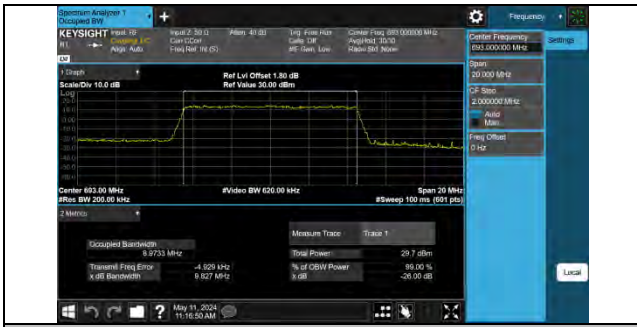 Spectrum Analyzer 1
Occupied BW
Frequency
KEYSIGHT Input: RF
Coupling: DC
Align: Auto
Input Z: 50 Ω
Corr CCorr
Freq Ref: Int (S)
Atten: 40 dB
Trig: Free Run
Gate: Off
#IF Gain: Low
Center Freq: 693.000000 MHz
Avg|Hold: 30/30
Radio Std: None
Center Frequency
693.000000 MHz
Settings
Span
20.000 MHz
CF Step
2.000000 MHz
Auto
Man
Freq Offset
0 Hz
1 Graph
Scale/Div 10.0 dB
Ref Lvl Offset 1.80 dB
Ref Value 30.00 dBm
Log
Center 693.00 MHz
#Video BW 620.00 kHz
Span 20 MHz
#Res BW 200.00 kHz
#Sweep 100 ms (601 pts)
2 Metrics
Measure Trace
Trace 1
Occupied Bandwidth
8.9733 MHz
Total Power
29.7 dBm
Transmit Freq Error
-4.929 kHz
% of OBW Power
99.00 %
x dB Bandwidth
9.827 MHz
x dB
-26.00 dB
Local
May 11, 2024
11:16:50 AM